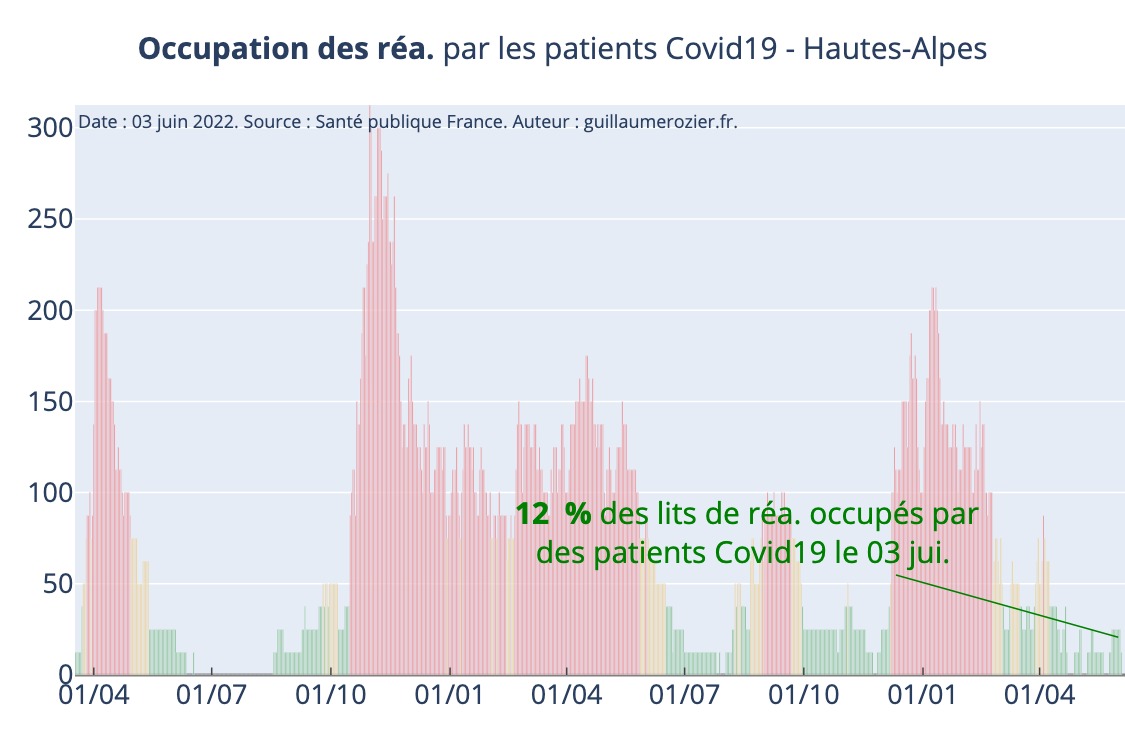 Occupation des réa. par les patients Covid19 - Hautes-Alpes
Date : 03 juin 2022. Source : Santé publique France. Auteur : guillaumerozier.fr.
300
250
200
150
100
50
0
12 % des lits de réa. occupés par
des patients Covid19 le 03 jui.
01/04 01/07 01/10 01/01 01/04 01/07 01/10 01/01 01/04